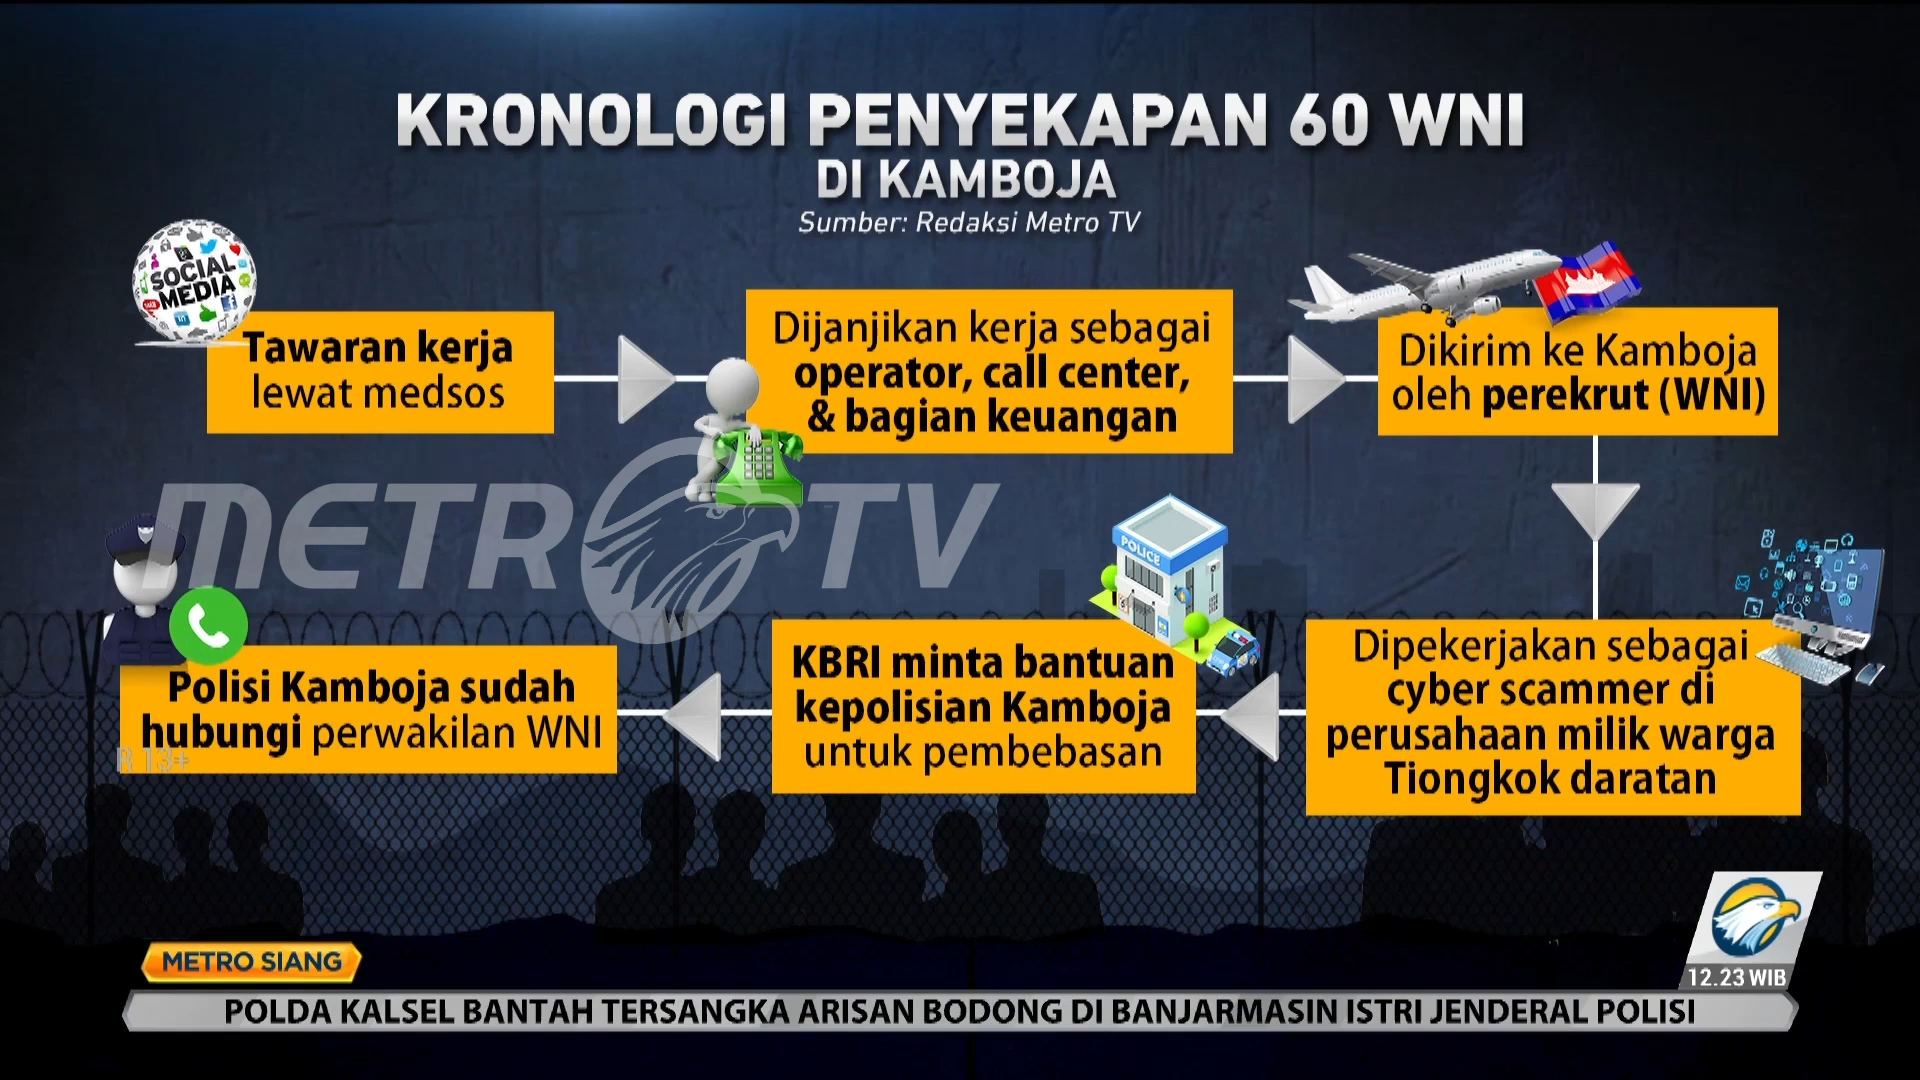 KRONOLOGI PENYEKAPAN 60 WNI
DI KAMBOJA
Sumber: Redaksi Metro TV
SOCIAL
MEDIA
Tawaran kerja
lewat medsos
Dijanjikan kerja sebagai
operator, call center,
& bagian keuangan
Dikirim ke Kamboja
oleh perekrut (WNI)
METRO TV
POLICE
Dipekerjakan sebagai
cyber scammer di
perusahaan milik warga
Tiongkok daratan
KBRI minta bantuan
kepolisian Kamboja
untuk pembebasan
Polisi Kamboja sudah
hubungi perwakilan WNI
R 13+
METRO SIANG
12.23 WIB
POLDA KALSEL BANTAH TERSANGKA ARISAN BODONG DI BANJARMASIN ISTRI JENDERAL POLISI